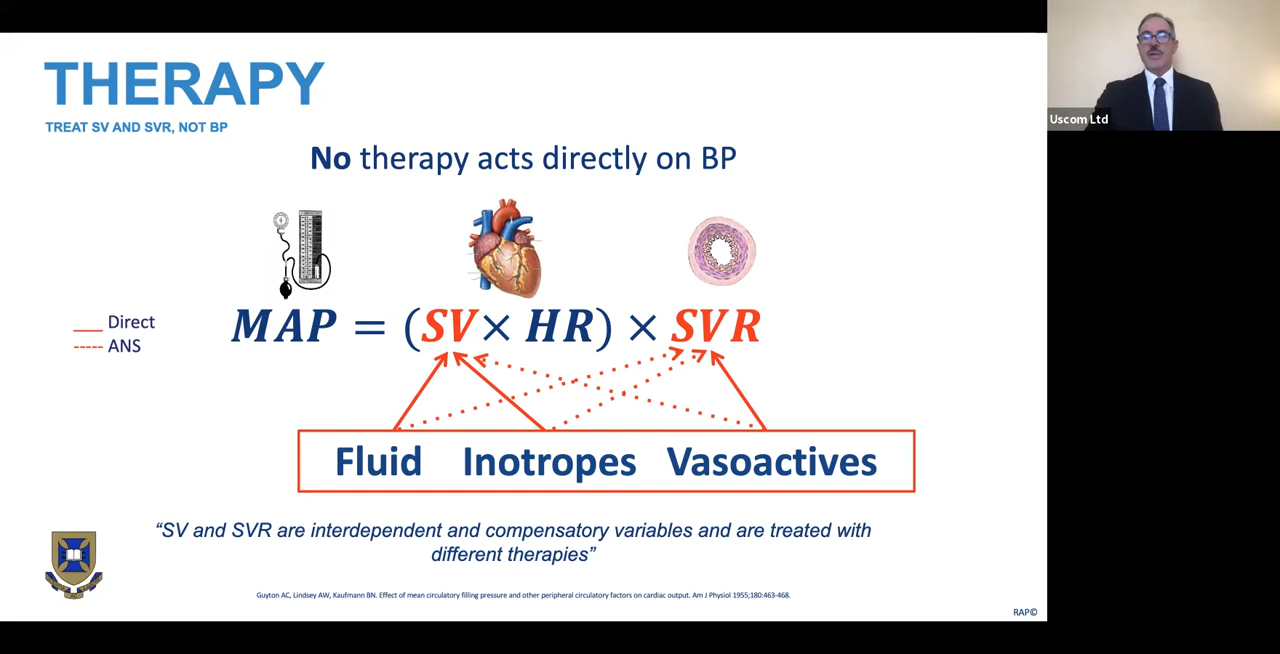 THERAPY
TREAT SV AND SVR, NOT BP
No therapy acts directly on BP
Direct
ANS
MAP = (SV × HR) × SVR
Fluid Inotropes Vasoactives
“SV and SVR are interdependent and compensatory variables and are treated with
different therapies”
Guyton AC, Lindsey AW, Kaufmann BN. Effect of mean circulatory filling pressure and other peripheral circulatory factors on cardiac output. Am J Physiol 1955;180:463-468.
RAP©
Uscom Ltd